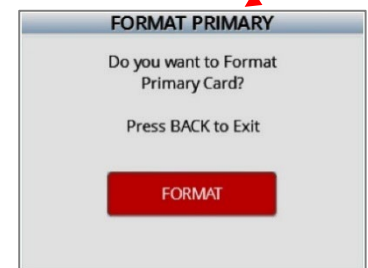 FORMAT PRIMARY
Do you want to Format
Primary Card?
Press BACK to Exit
FORMAT